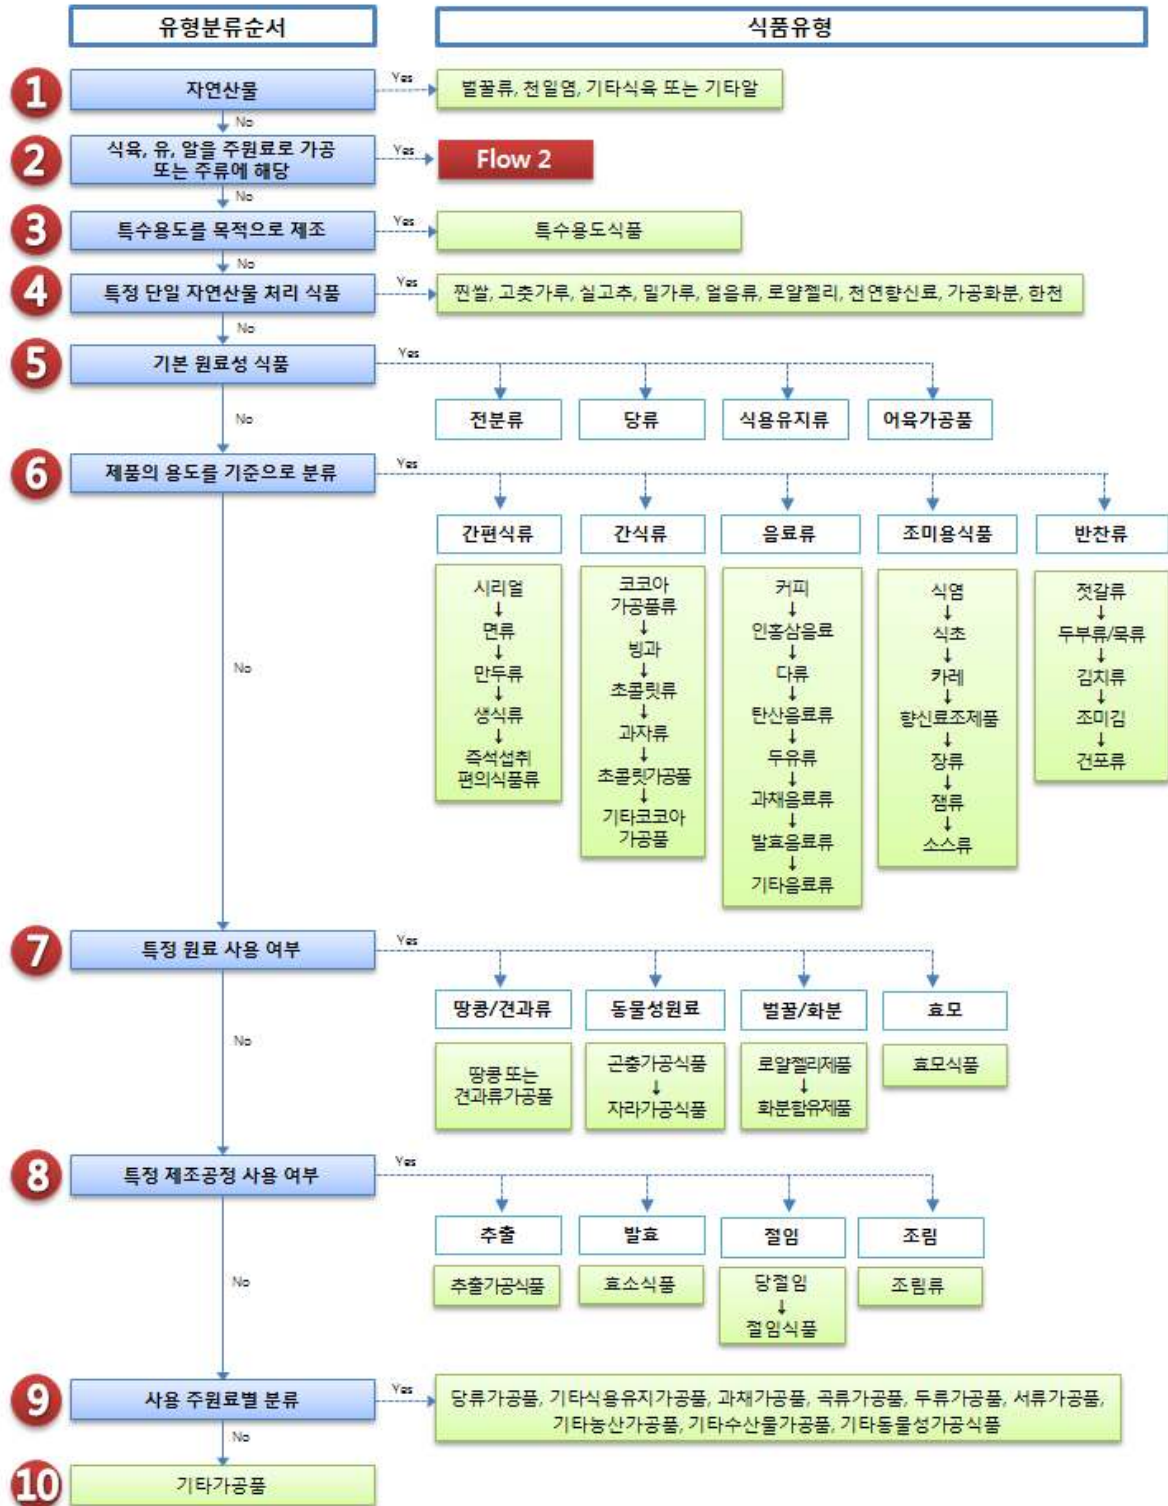 유형분류순서
식품유형
1
자연산물
Yes
벌꿀류, 천일염, 기타식육 또는 기타알
No
2
식육, 유, 알을 주원료로 가공
또는 주류에 해당
Yes
Flow 2
No
3
특수용도를 목적으로 제조
Yes
특수용도식품
No
4
특정 단일 자연산물 처리 식품
Yes
찐쌀, 고춧가루, 실고추, 밀가루, 얼음류, 로얄젤리, 천연향신료, 가공화분, 한천
No
5
기본 원료성 식품
Yes
전분류
당류
식용유지류
어육가공품
No
6
제품의 용도를 기준으로 분류
Yes
간편식류
시리얼
↓
면류
↓
만두류
↓
생식류
↓
즉석섭취
편의식품류
간식류
코코아
가공품류
↓
빙과
↓
초콜릿류
↓
과자류
↓
초콜릿가공품
↓
기타코코아
가공품
음료류
커피
↓
인홍삼음료
↓
다류
↓
탄산음료류
↓
두유류
↓
과채음료류
↓
발효음료류
↓
기타음료류
조미용식품
식염
↓
식초
↓
카레
↓
향신료조제품
↓
장류
↓
잼류
↓
소스류
반찬류
젓갈류
↓
두부류/묵류
↓
김치류
↓
조미김
↓
건포류
No
7
특정 원료 사용 여부
Yes
땅콩/견과류
땅콩 또는
견과류가공품
동물성원료
곤충가공식품
↓
자라가공식품
벌꿀/화분
로얄젤리제품
↓
화분함유제품
효모
효모식품
No
8
특정 제조공정 사용 여부
Yes
추출
추출가공식품
발효
효소식품
절임
당절임
↓
절임식품
조림
조림류
No
9
사용 주원료별 분류
Yes
당류가공품, 기타식용유지가공품, 과채가공품, 곡류가공품, 두류가공품, 서류가공품,
기타농산가공품, 기타수산물가공품, 기타동물성가공식품
No
10
기타가공품